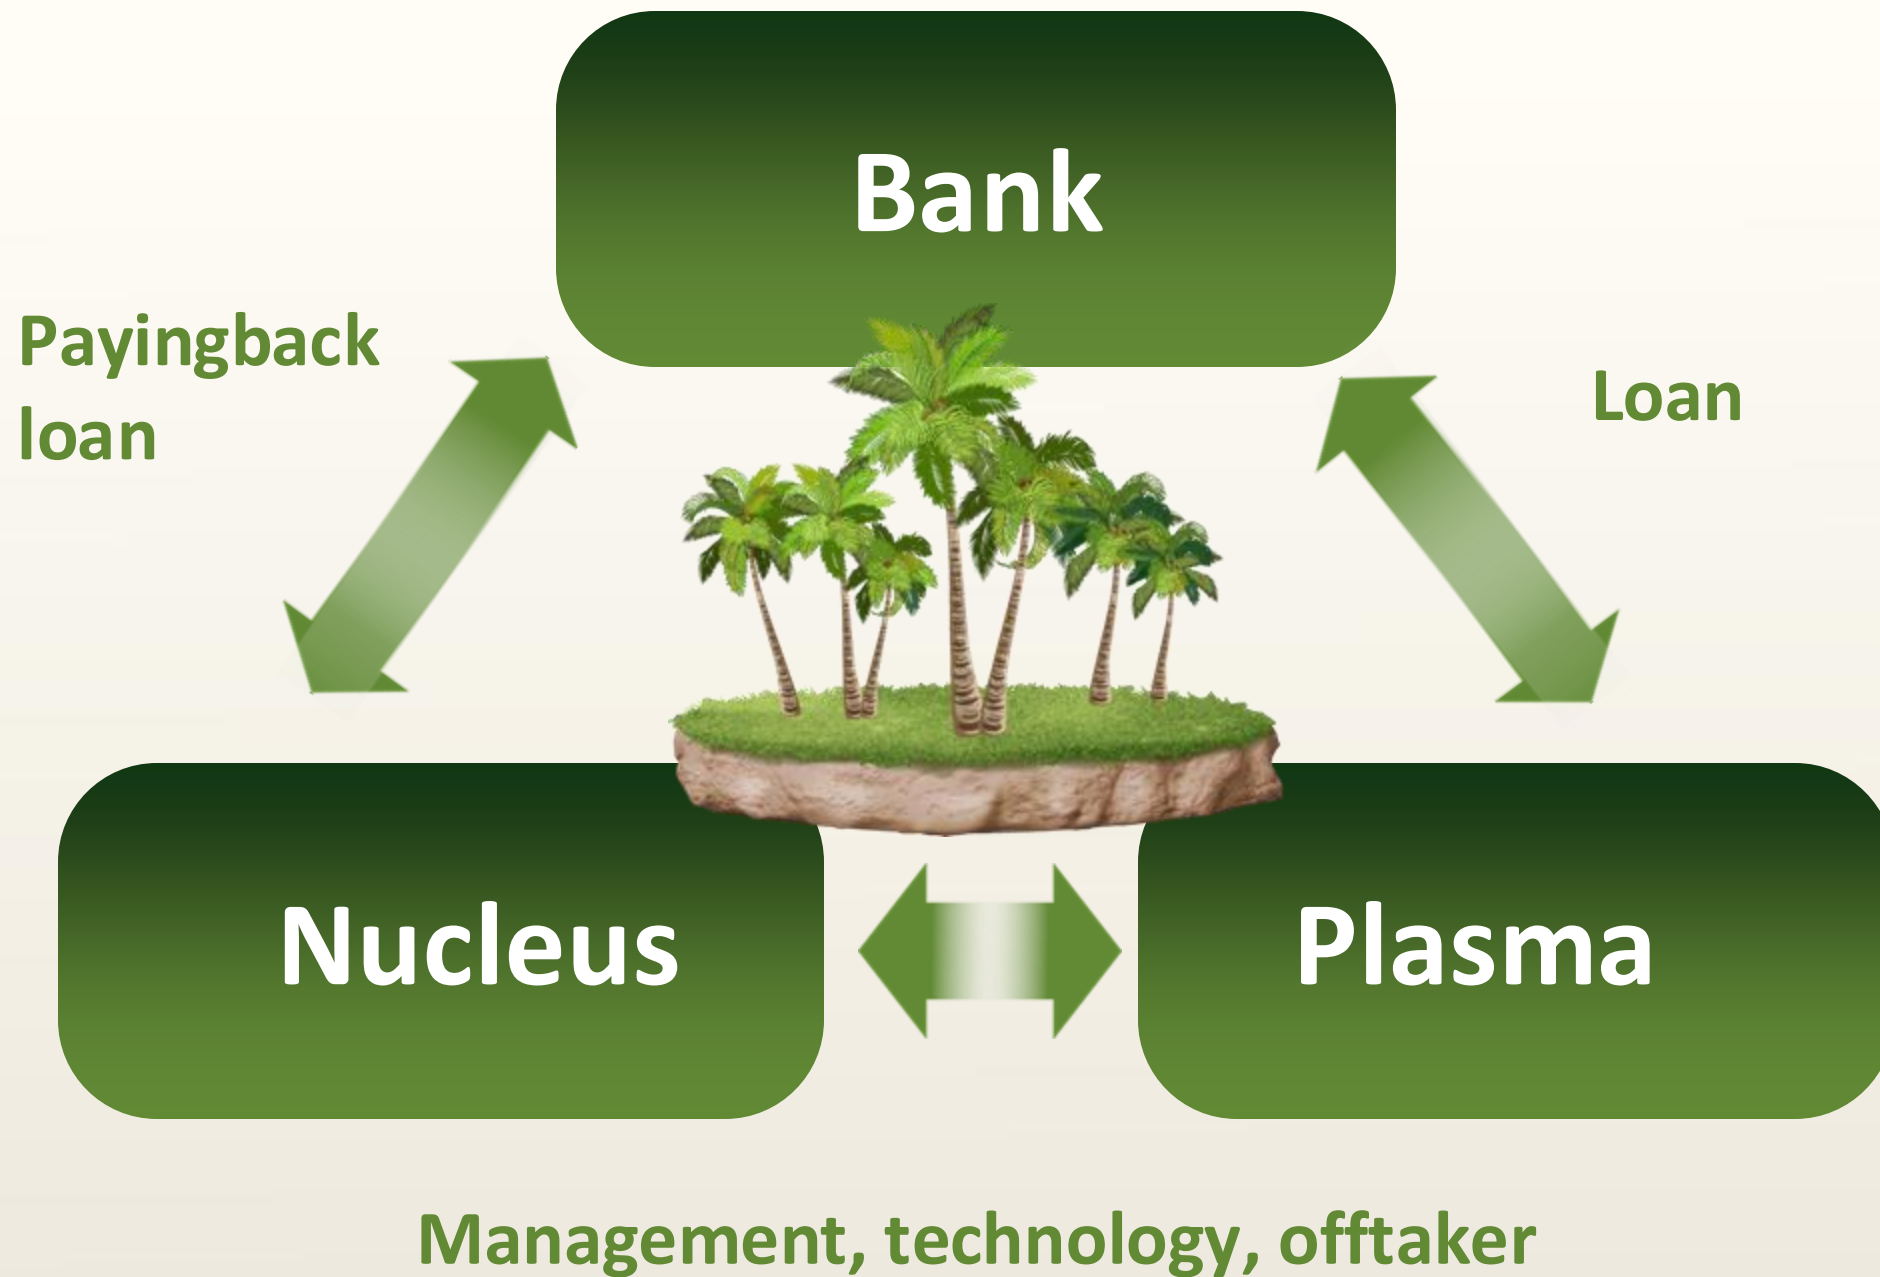 Bank
Payingback
loan
Loan
Nucleus
Plasma
Management, technology, offtaker